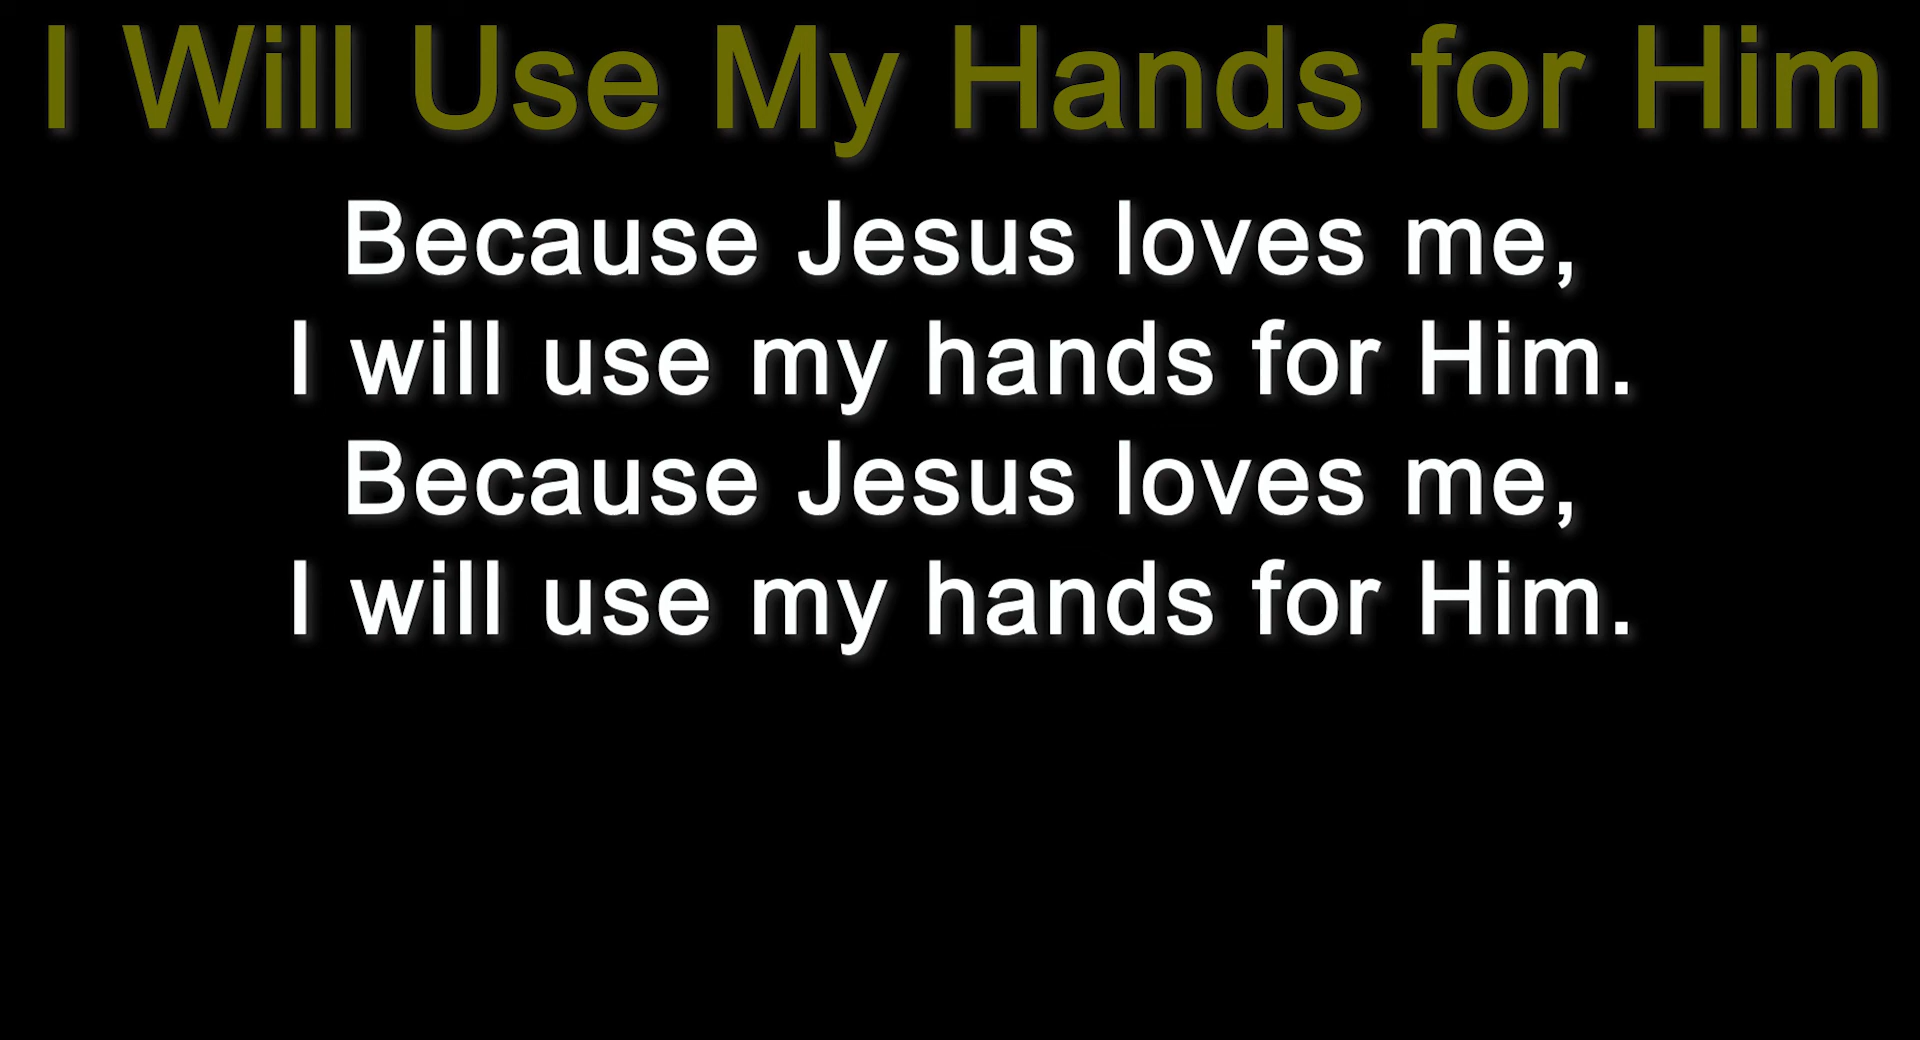 I Will Use My Hands for Him
Because Jesus loves me,
I will use my hands for Him.
Because Jesus loves me,
I will use my hands for Him.